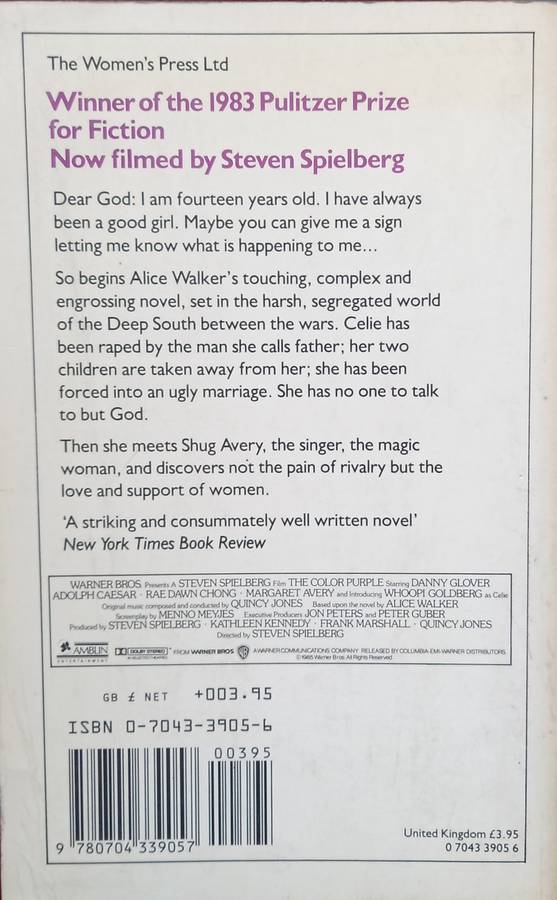 The Women's Press Ltd
Winner of the 1983 Pulitzer Prize
for Fiction
Now filmed by Steven Spielberg
Dear God: I am fourteen years old. I have always
been a good girl. Maybe you can give me a sign
letting me know what is happening to me...
So begins Alice Walker's touching, complex and
engrossing novel, set in the harsh, segregated world
of the Deep South between the wars. Celie has
been raped by the man she calls father; her two
children are taken away from her; she has been
forced into an ugly marriage. She has no one to talk
to but God.
Then she meets Shug Avery, the singer, the magic
woman, and discovers not the pain of rivalry but the
love and support of women.
'A striking and consummately well written novel'
New York Times Book Review
WARNER BROS. Presents A STEVEN SPIELBERG Film THE COLOR PURPLE Starring DANNY GLOVER
ADOLPH CAESAR · RAE DAWN CHONG · MARGARET AVERY and Introducing WHOOPI GOLDBERG as Celie
Original music composed and conducted by QUINCY JONES Based upon the novel by ALICE WALKER
Screenplay by MENNO MEYJES Executive Producers JON PETERS and PETER GUBER
Produced by STEVEN SPIELBERG · KATHLEEN KENNEDY · FRANK MARSHALL · QUINCY JONES
Directed by STEVEN SPIELBERG
AMBLIN ENTERTAINMENT DOLBY STEREO IN SELECTED THEATRES FROM WARNER BROS A WARNER COMMUNICATIONS COMPANY RELEASED BY COLUMBIA-EMI-WARNER DISTRIBUTORS
© 1985 Warner Bros. All Rights Reserved
GB £ NET +003.95
ISBN 0-7043-3905-6
00395
9 780704 339057
United Kingdom £3.95
0 7043 3905 6